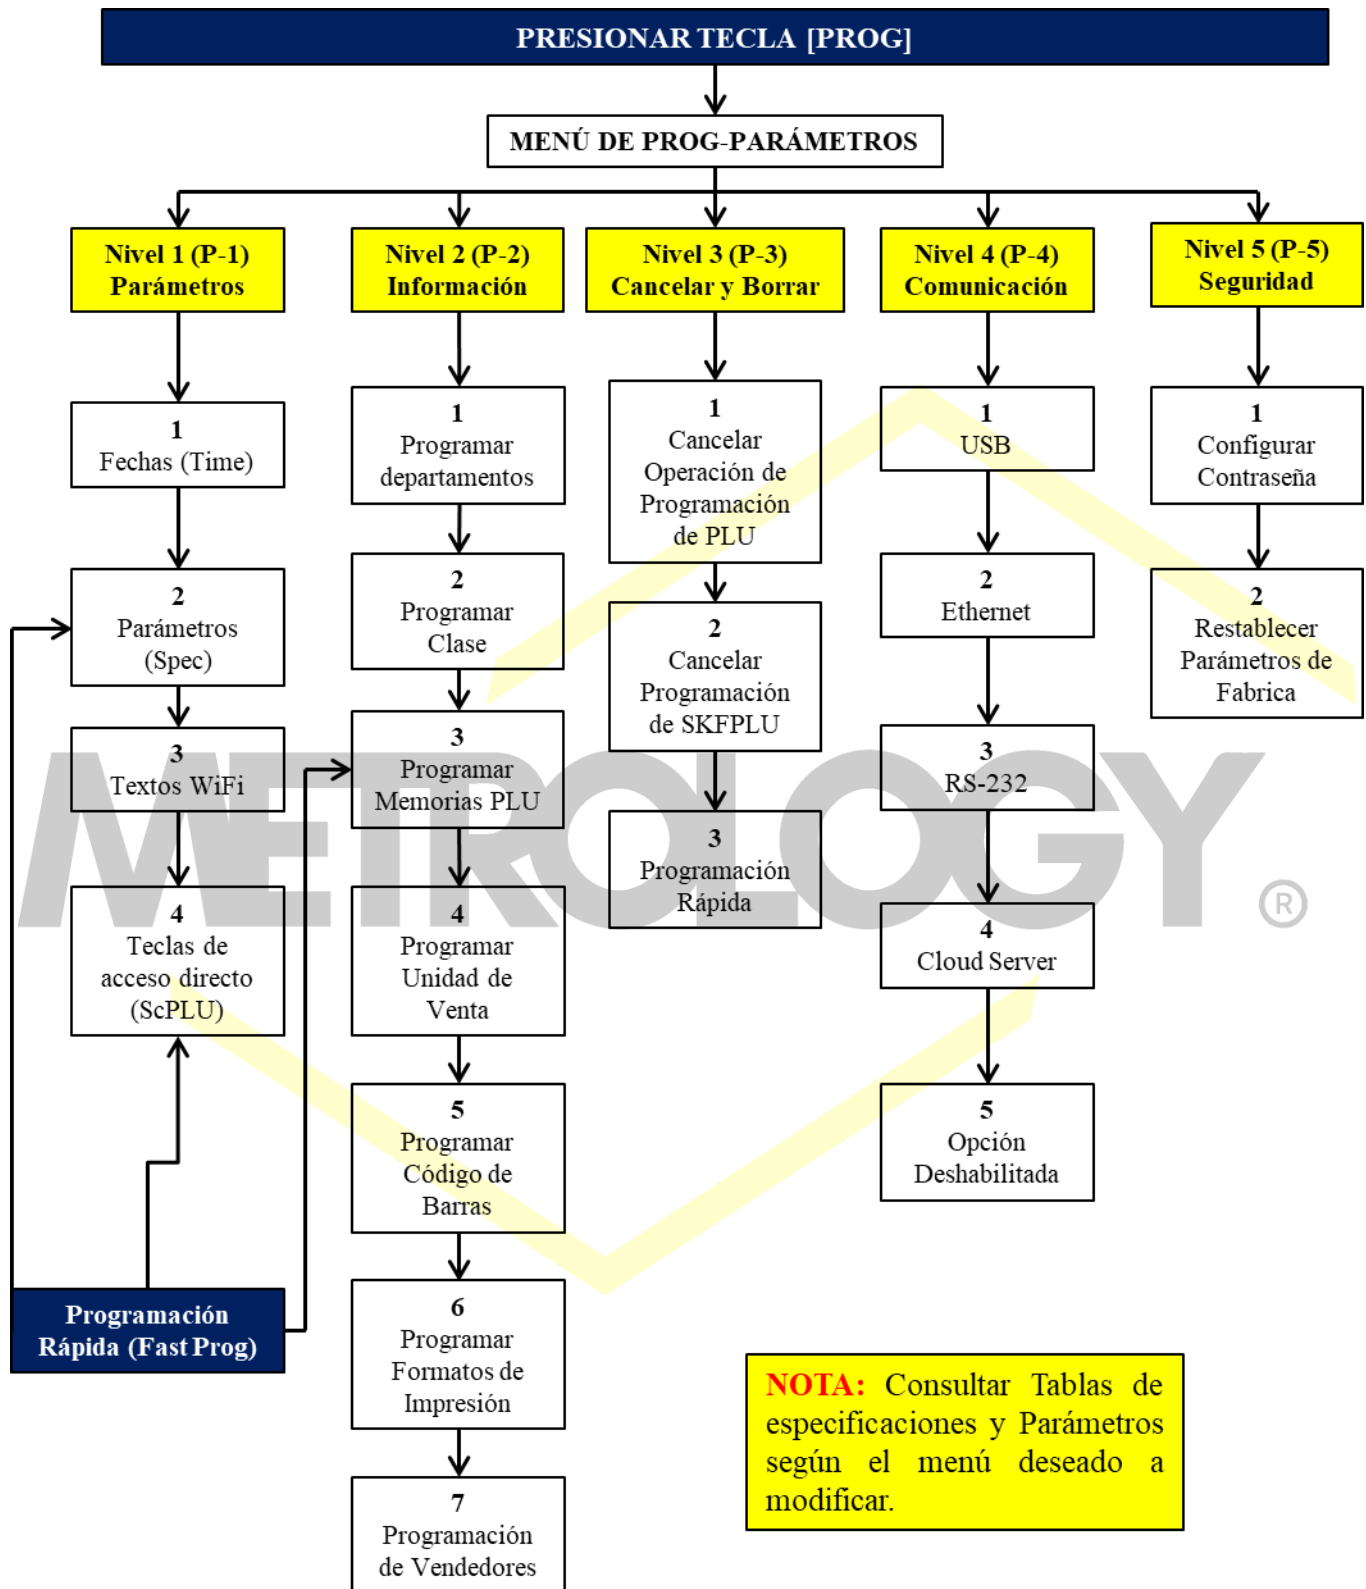 PRESIONAR TECLA [PROG]
MENÚ DE PROG-PARÁMETROS
Nivel 1 (P-1)
Parámetros
1
Fechas (Time)
2
Parámetros
(Spec)
3
Textos WiFi
4
Teclas de
acceso directo
(ScPLU)
Programación
Rápida (Fast Prog)
Nivel 2 (P-2)
Información
1
Programar
departamentos
2
Programar
Clase
3
Programar
Memorias PLU
4
Programar
Unidad de
Venta
5
Programar
Código de
Barras
6
Programar
Formatos de
Impresión
7
Programación
de Vendedores
Nivel 3 (P-3)
Cancelar y Borrar
1
Cancelar
Operación de
Programación
de PLU
2
Cancelar
Programación
de SKFPLU
3
Programación
Rápida
Nivel 4 (P-4)
Comunicación
1
USB
2
Ethernet
3
RS-232
4
Cloud Server
5
Opción
Deshabilitada
Nivel 5 (P-5)
Seguridad
1
Configurar
Contraseña
2
Restablecer
Parámetros de
Fabrica
METROLOGY ®
NOTA: Consultar Tablas de
especificaciones y Parámetros
según el menú deseado a
modificar.